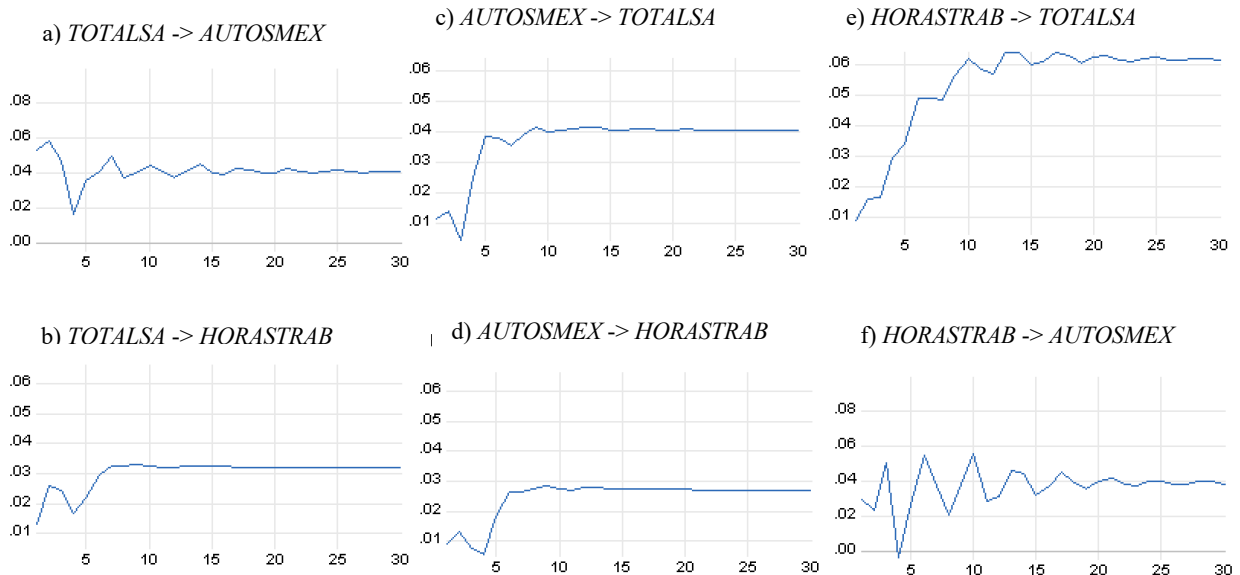 a) TOTALSA -> AUTOSMEX
.08
.06
.04
.02
.00
5 10 15 20 25 30
c) AUTOSMEX -> TOTALSA
.06
.05
.04
.03
.02
.01
5 10 15 20 25 30
e) HORASTRAB -> TOTALSA
.06
.05
.04
.03
.02
.01
5 10 15 20 25 30
b) TOTALSA -> HORASTRAB
.06
.05
.04
.03
.02
.01
5 10 15 20 25 30
d) AUTOSMEX -> HORASTRAB
.06
.05
.04
.03
.02
.01
5 10 15 20 25 30
f) HORASTRAB -> AUTOSMEX
.08
.06
.04
.02
.00
5 10 15 20 25 30